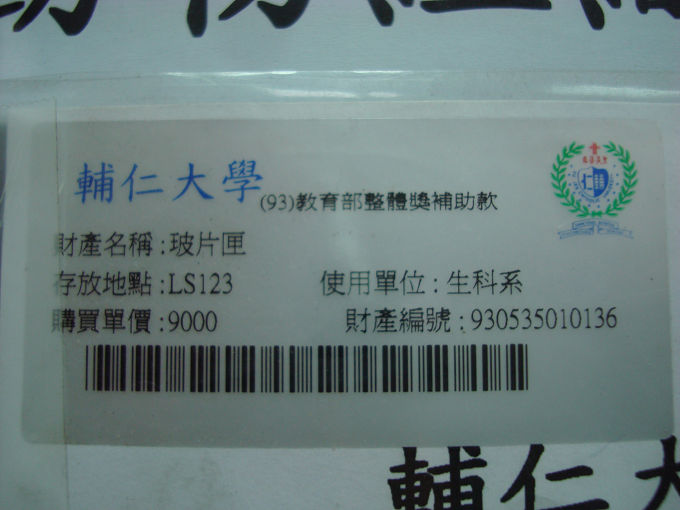 輔仁大學 (93)教育部整體獎補助款
財產名稱:玻片匣
存放地點:LS123 使用單位:生科系
購買單價:9000 財產編號:930535010136
輔仁大